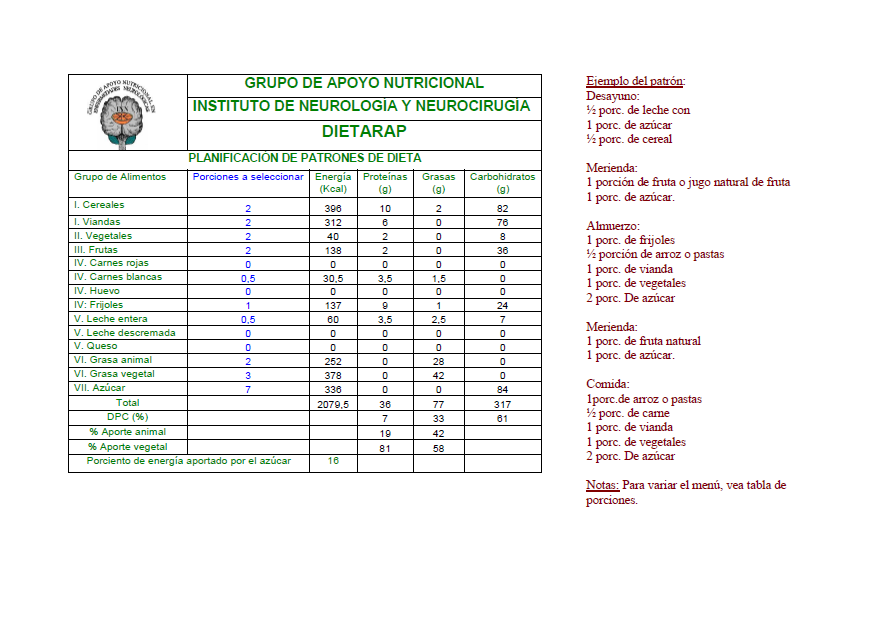 GRUPO DE APOYO NUTRICIONAL EN
ENFERMEDADES NEUROLÓGICAS
GRUPO DE APOYO NUTRICIONAL
INSTITUTO DE NEUROLOGIA Y NEUROCIRUGIA
DIETARAP
PLANIFICACIÓN DE PATRONES DE DIETA
Grupo de Alimentos Porciones a seleccionar Energía (Kcal) Proteínas (g) Grasas (g) Carbohidratos (g)
I. Cereales 2 396 10 2 82
I. Viandas 2 312 6 0 76
II. Vegetales 2 40 2 0 8
III. Frutas 2 138 2 0 36
IV. Carnes rojas 0 0 0 0 0
IV. Carnes blancas 0,5 30,5 3,5 1,5 0
IV. Huevo 0 0 0 0 0
IV: Frijoles 1 137 9 1 24
V. Leche entera 0,5 60 3,5 2,5 7
V. Leche descremada 0 0 0 0 0
V. Queso 0 0 0 0 0
VI. Grasa animal 2 252 0 28 0
VI. Grasa vegetal 3 378 0 42 0
VII. Azúcar 7 336 0 0 84
Total 2079,5 36 77 317
DPC (%) 7 33 61
% Aporte animal 19 42
% Aporte vegetal 81 58
Porciento de energía aportado por el azúcar 16
Ejemplo del patrón:
Desayuno:
½ porc. de leche con
1 porc. de azúcar
½ porc. de cereal
Merienda:
1 porción de fruta o jugo natural de fruta
1 porc. de azúcar.
Almuerzo:
1 porc. de frijoles
½ porción de arroz o pastas
1 porc. de vianda
1 porc. de vegetales
2 porc. De azúcar
Merienda:
1 porc. de fruta natural
1 porc. de azúcar.
Comida:
1porc.de arroz o pastas
½ porc. de carne
1 porc. de vianda
1 porc. de vegetales
2 porc. De azúcar
Notas: Para variar el menú, vea tabla de
porciones.